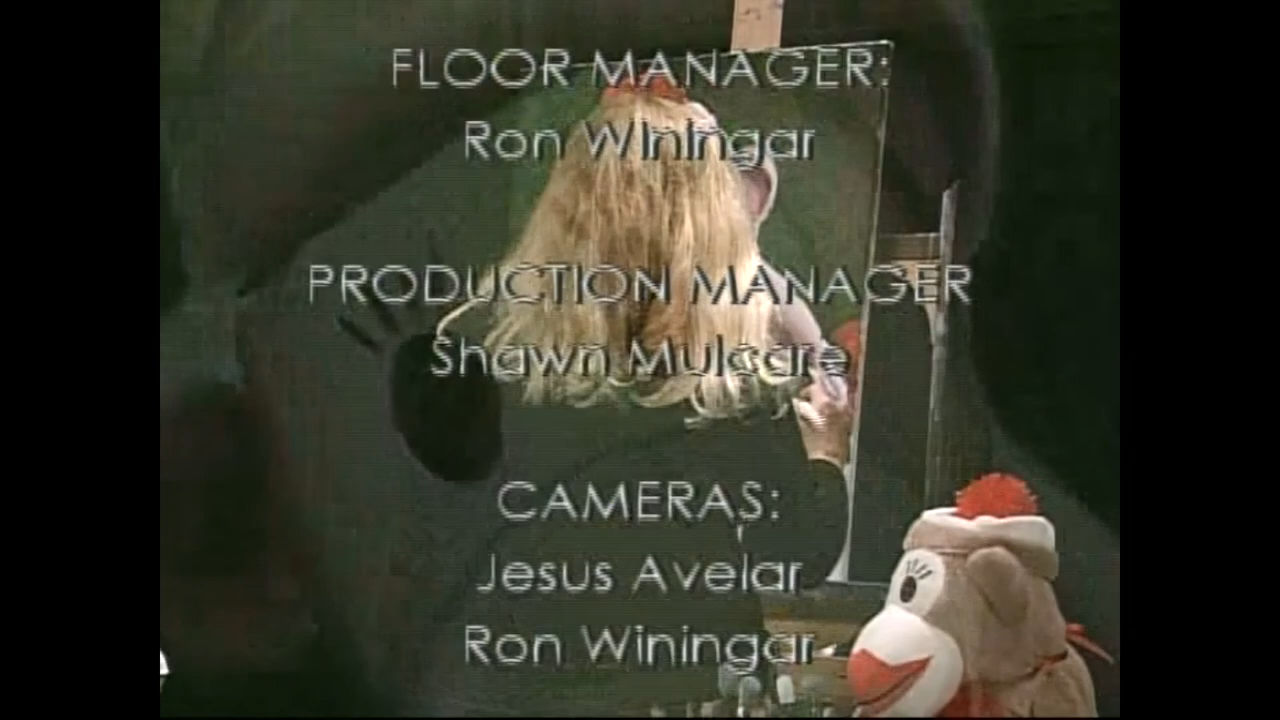 FLOOR MANAGER:
Ron Winingar
PRODUCTION MANAGER
Shawn Mulcare
CAMERAS:
Jesus Avelar
Ron Winingar